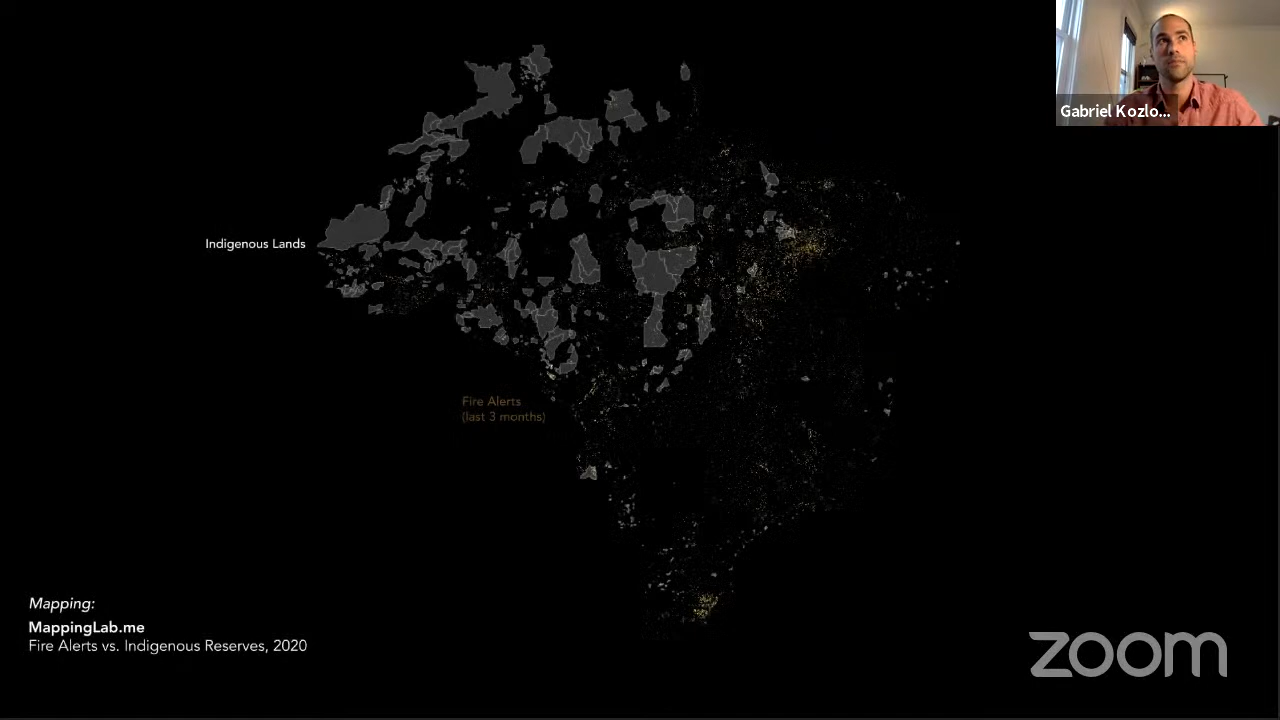 Gabriel Kozlo...
Indigenous Lands
Fire Alerts
(last 3 months)
Mapping:
MappingLab.me
Fire Alerts vs. Indigenous Reserves, 2020
zoom